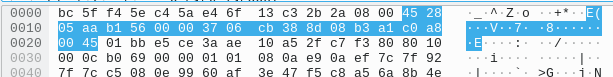 0000 bc 5f f4 5e c4 5a e4 6f 13 c3 2b 2a 08 00 45 28 ·_·^·Z·o ··+*··E(
0010 05 aa b1 56 00 00 37 06 cb 38 8d 08 b3 a1 c0 a8 ···V··7· ·8······
0020 00 45 01 bb e5 ce 3a ae 10 a5 2f c7 f3 80 80 10 ·E····:· ··/·····
0030 00 0c b0 69 00 00 01 01 08 0a e9 0a ef 7c 7f 92 ···i···· ·····|··
0040 7f 7c c5 08 0e 99 60 af 3e 47 f5 c8 a5 6a 8b 4e ·|····`· >G···j·N